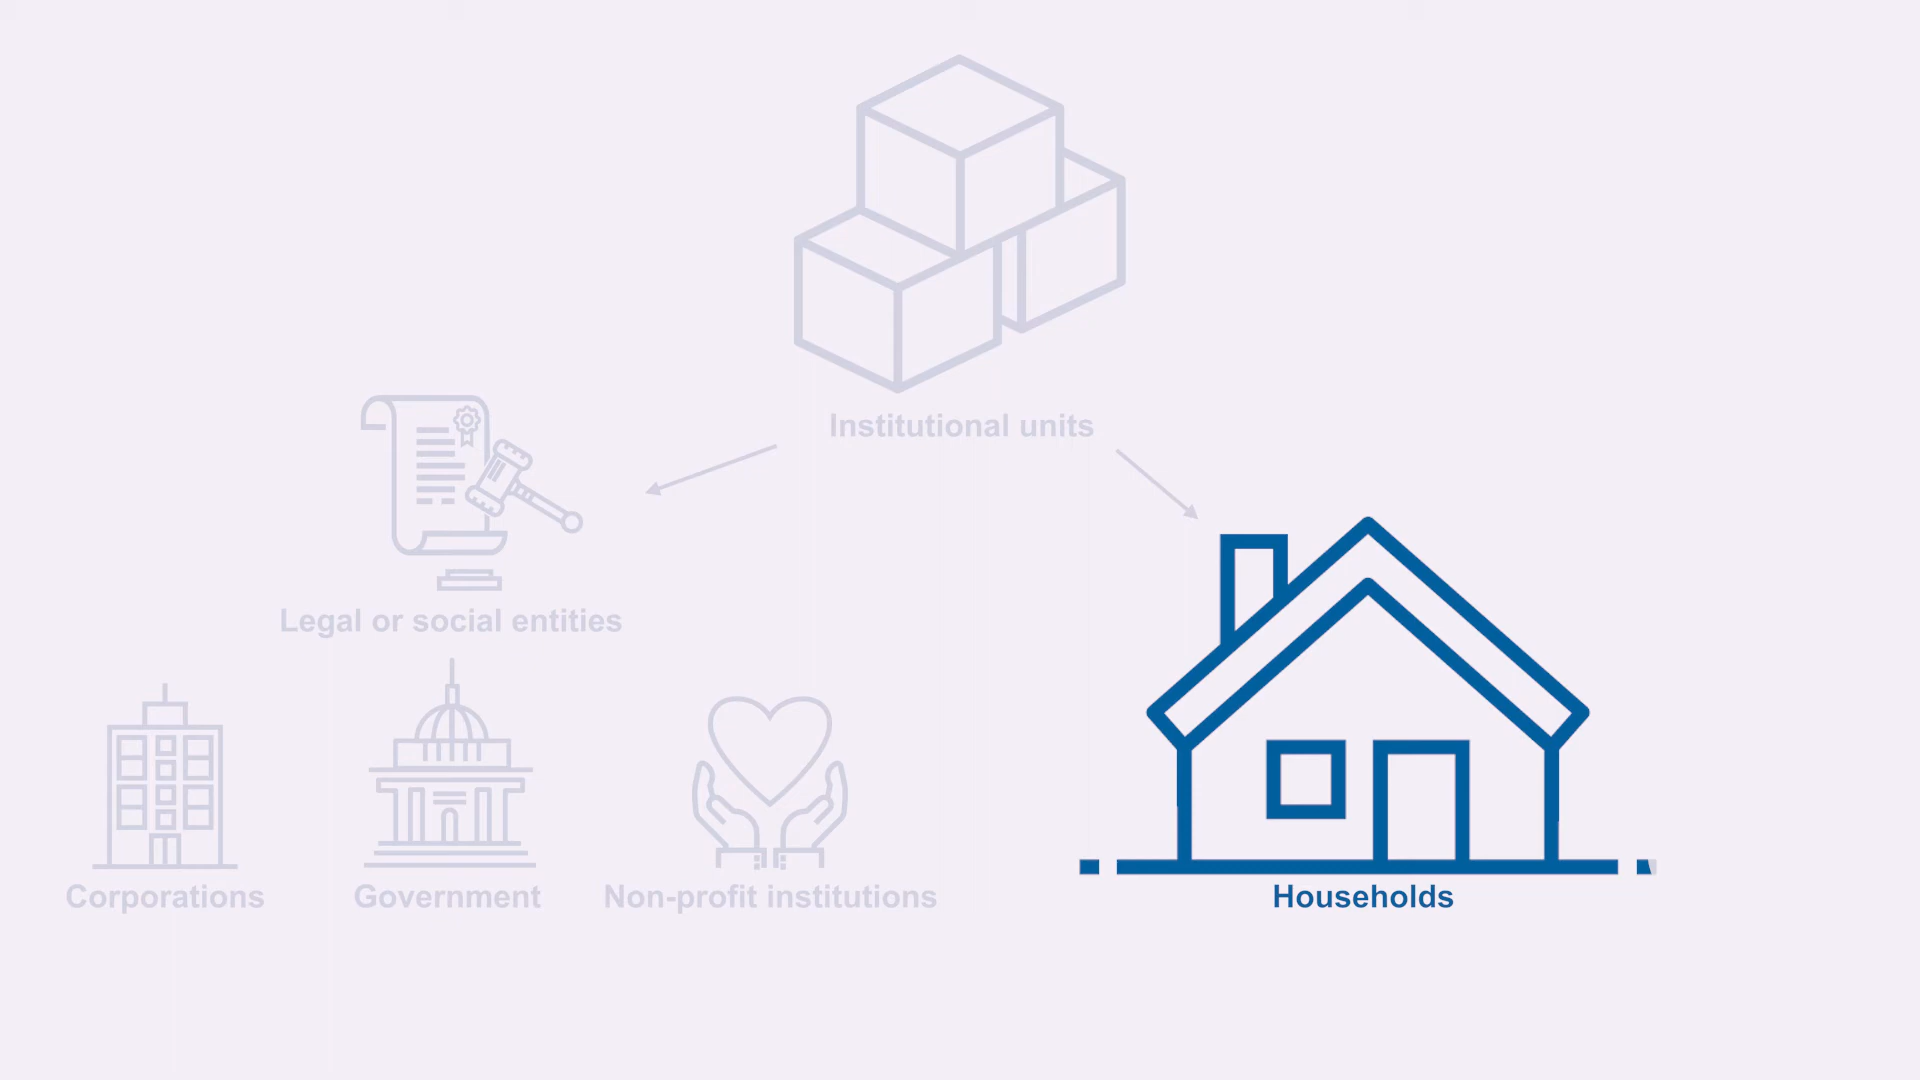 Institutional units
Legal or social entities
Corporations
Government
Non-profit institutions
Households